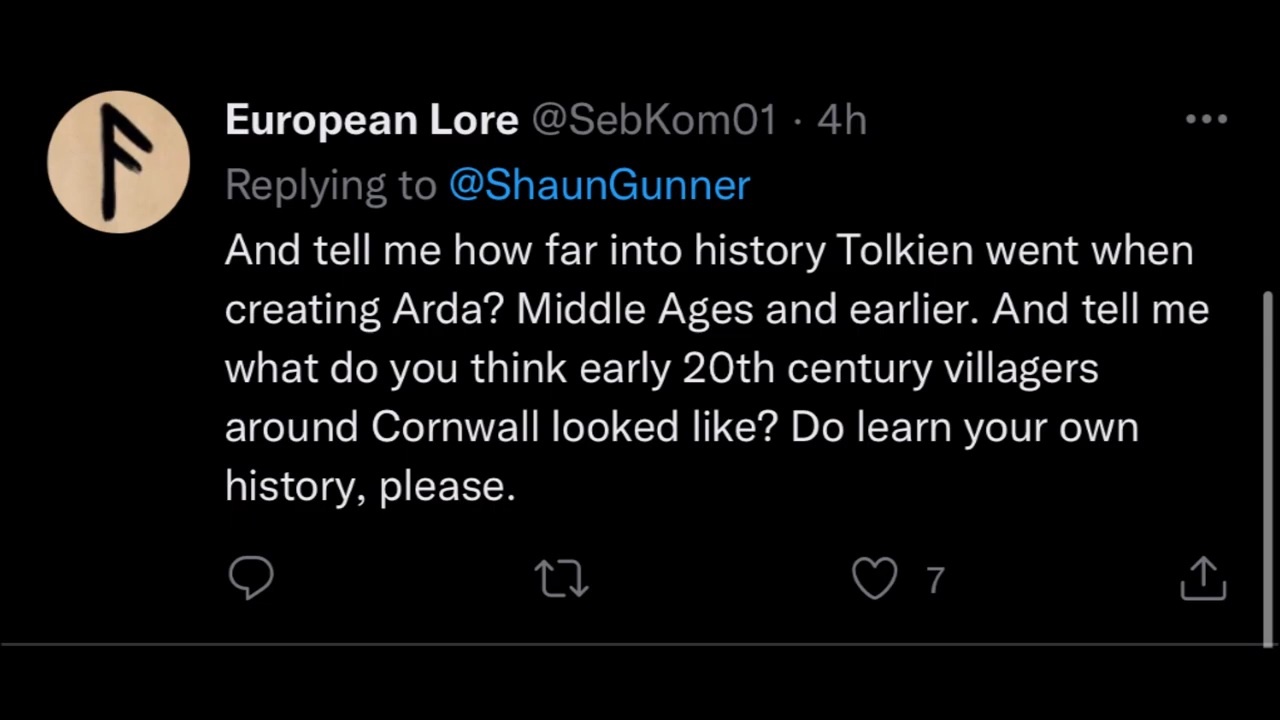 European Lore @SebKom01 · 4h
Replying to @ShaunGunner
And tell me how far into history Tolkien went when
creating Arda? Middle Ages and earlier. And tell me
what do you think early 20th century villagers
around Cornwall looked like? Do learn your own
history, please.
7